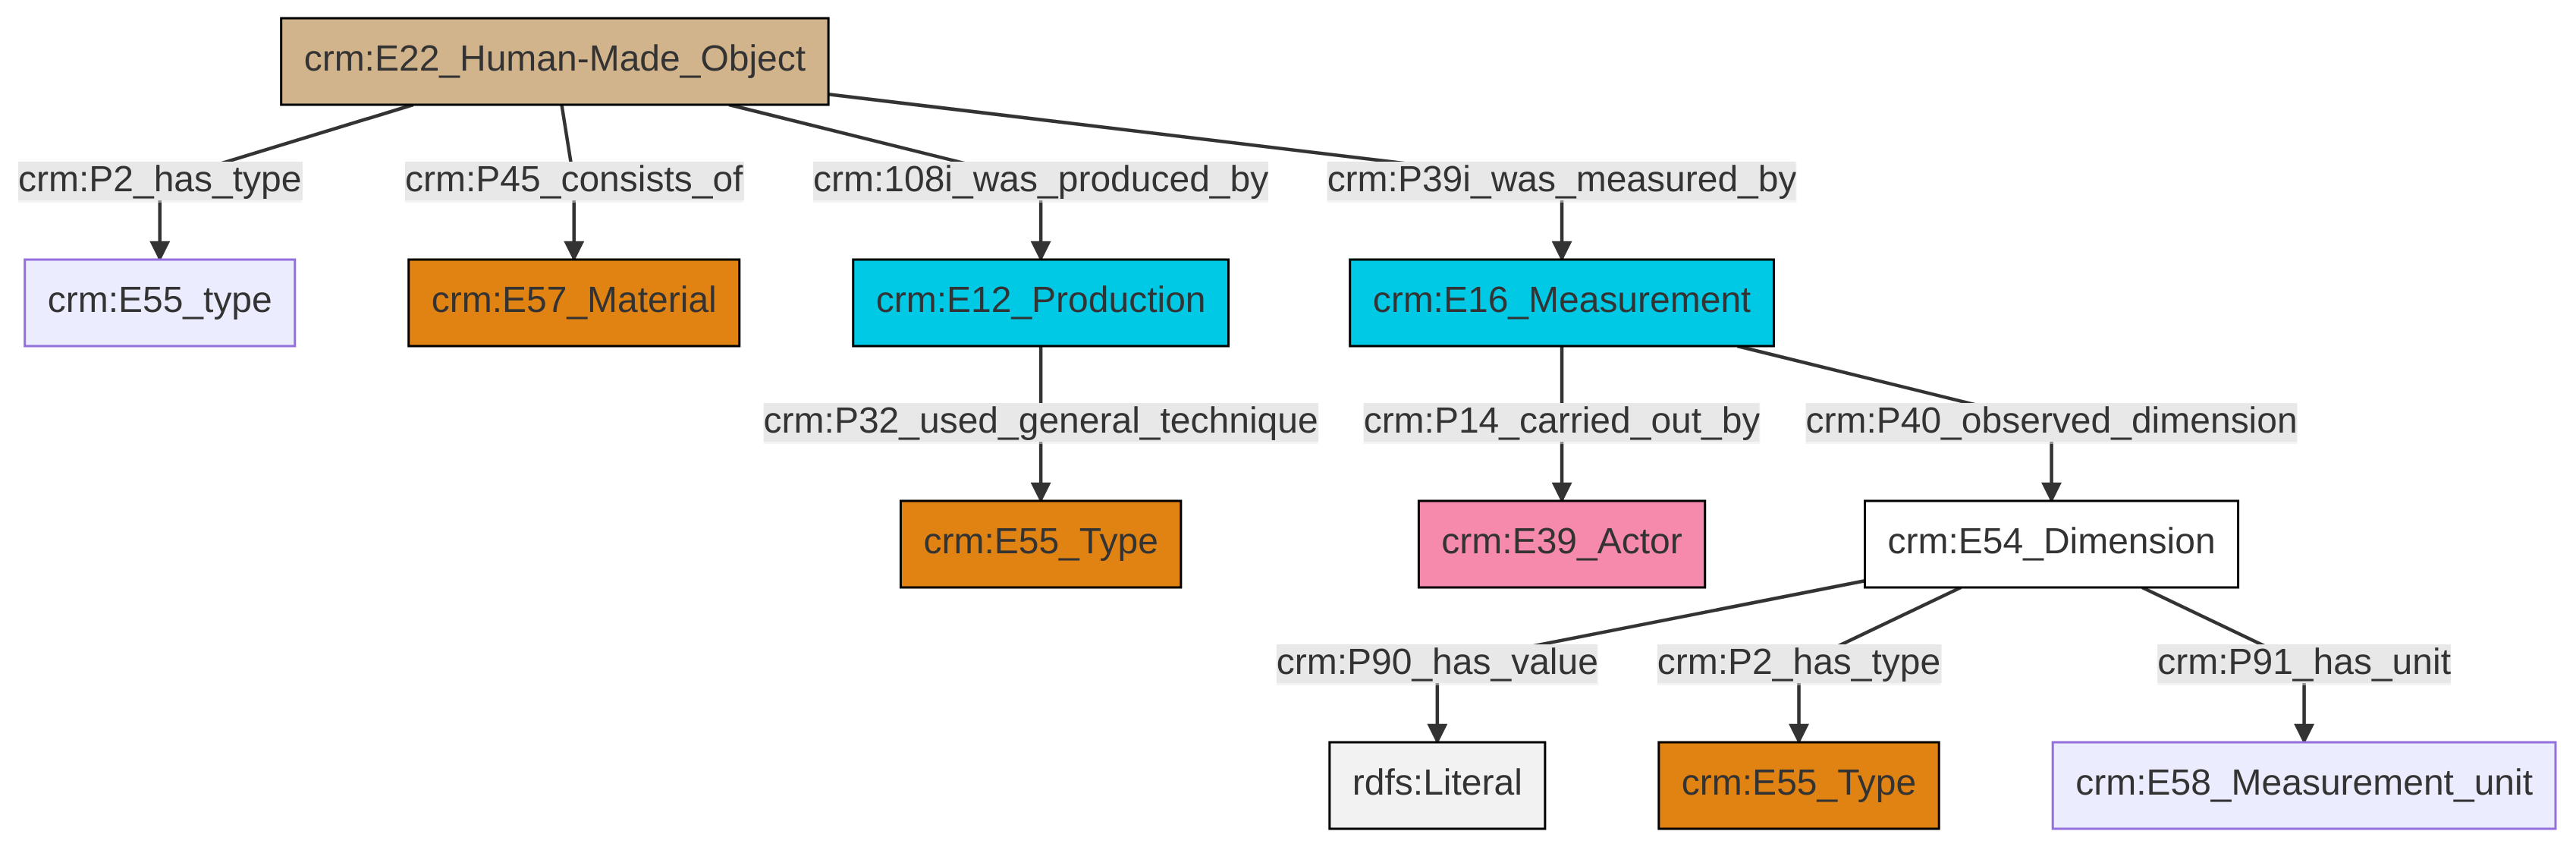 crm:E22_Human-Made_Object
crm:P2_has_type
crm:P45_consists_of
crm:108i_was_produced_by
crm:P39i_was_measured_by
crm:E55_type
crm:E57_Material
crm:E12_Production
crm:E16_Measurement
crm:P32_used_general_technique
crm:P14_carried_out_by
crm:P40_observed_dimension
crm:E55_Type
crm:E39_Actor
crm:E54_Dimension
crm:P90_has_value
crm:P2_has_type
crm:P91_has_unit
rdfs:Literal
crm:E55_Type
crm:E58_Measurement_unit